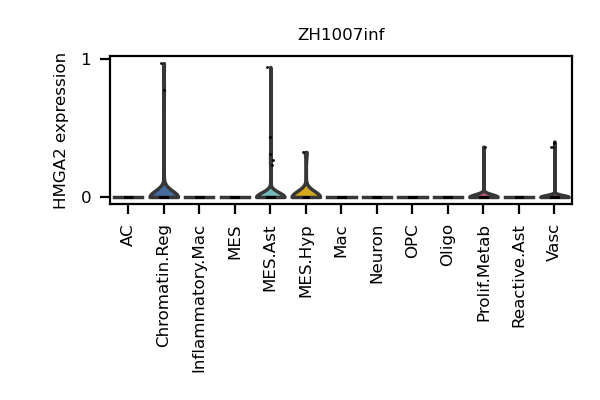 ZH1007inf
HMGA2 expression
1
0
AC
Chromatin.Reg
Inflammatory.Mac
MES
MES.Ast
MES.Hyp
Mac
Neuron
OPC
Oligo
Prolif.Metab
Reactive.Ast
Vasc